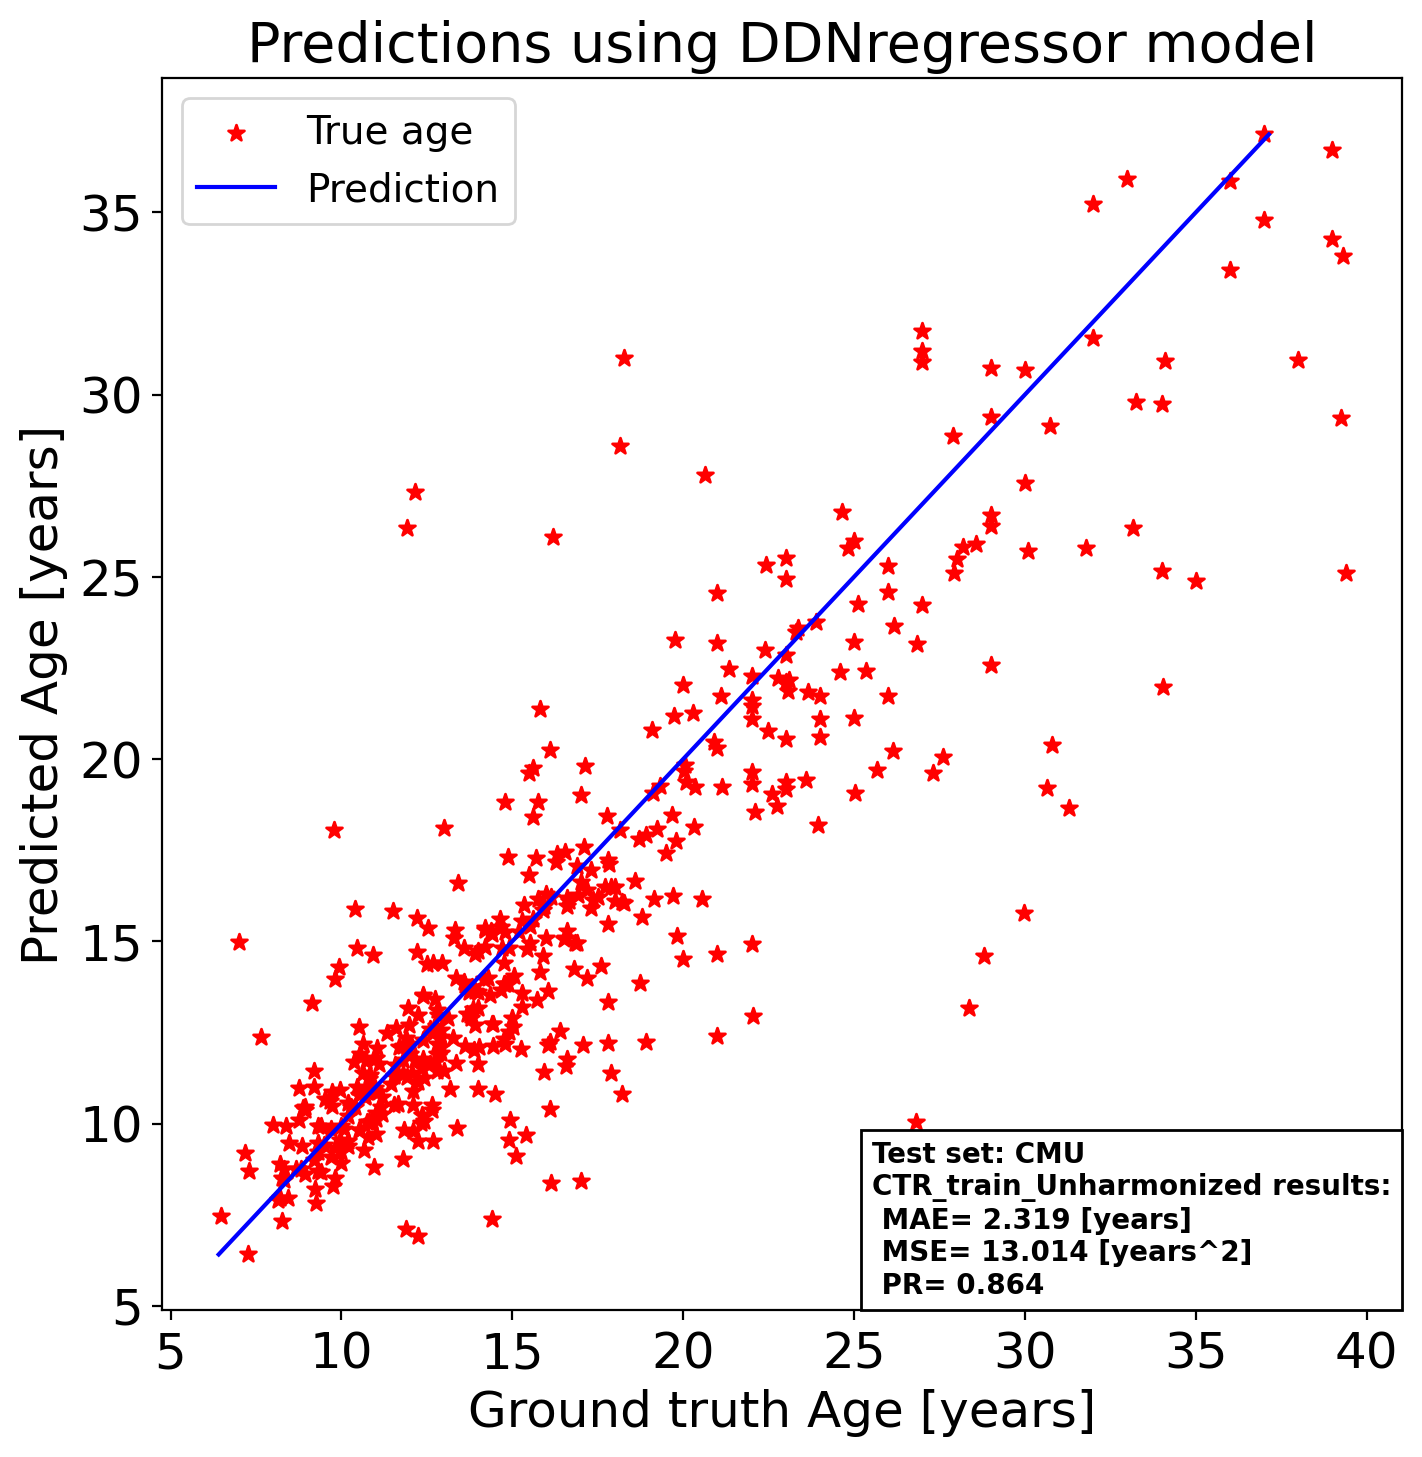 Predictions using DDNregressor model
True age
Prediction
Predicted Age [years]
35
30
25
20
15
10
5
Test set: CMU
CTR_train_Unharmonized results:
MAE= 2.319 [years]
MSE= 13.014 [years^2]
PR= 0.864
5 10 15 20 25 30 35 40
Ground truth Age [years]